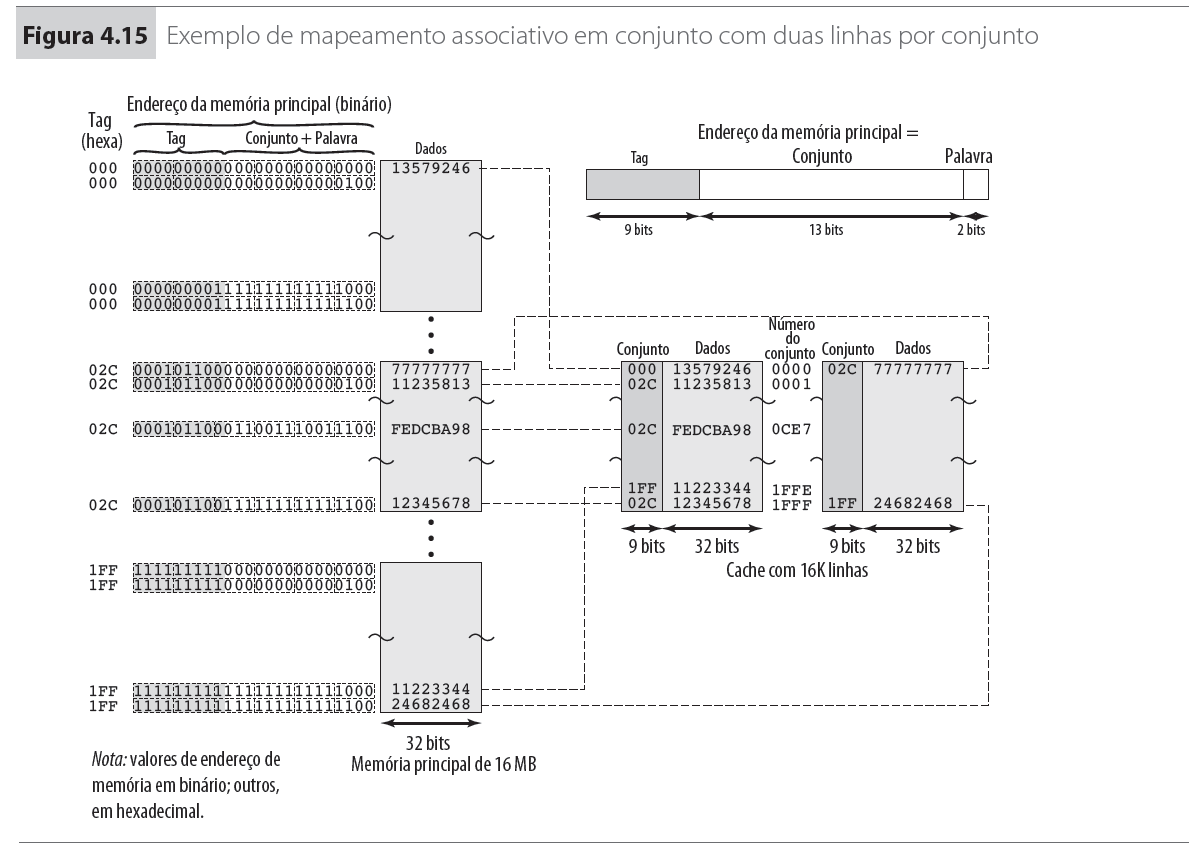 Figura 4.15 Exemplo de mapeamento associativo em conjunto com duas linhas por conjunto
Endereço da memória principal (binário)
Tag
(hexa)
Tag
Conjunto + Palavra
Dados
000 000000000000000000000000 13579246
000 000000000000000000000100
000 000000001111111111111000
000 000000001111111111111100
02C 000101100000000000000000 77777777
02C 000101100000000000000100 11235813
02C 000101100011001110011100 FEDCBA98
02C 000101100111111111111100 12345678
1FF 111111111000000000000000
1FF 111111111000000000000100
1FF 111111111111111111111000 11223344
1FF 111111111111111111111100 24682468
32 bits
Memória principal de 16 MB
Nota: valores de endereço de
memória em binário; outros,
em hexadecimal.
Endereço da memória principal =
Tag
Conjunto
Palavra
9 bits
13 bits
2 bits
Número
do
conjunto
Conjunto Dados
Conjunto Dados
000 13579246 0000 02C 77777777
02C 11235813 0001
02C FEDCBA98 0CE7
1FF 11223344 1FFE
02C 12345678 1FFF 1FF 24682468
9 bits 32 bits 9 bits 32 bits
Cache com 16K linhas